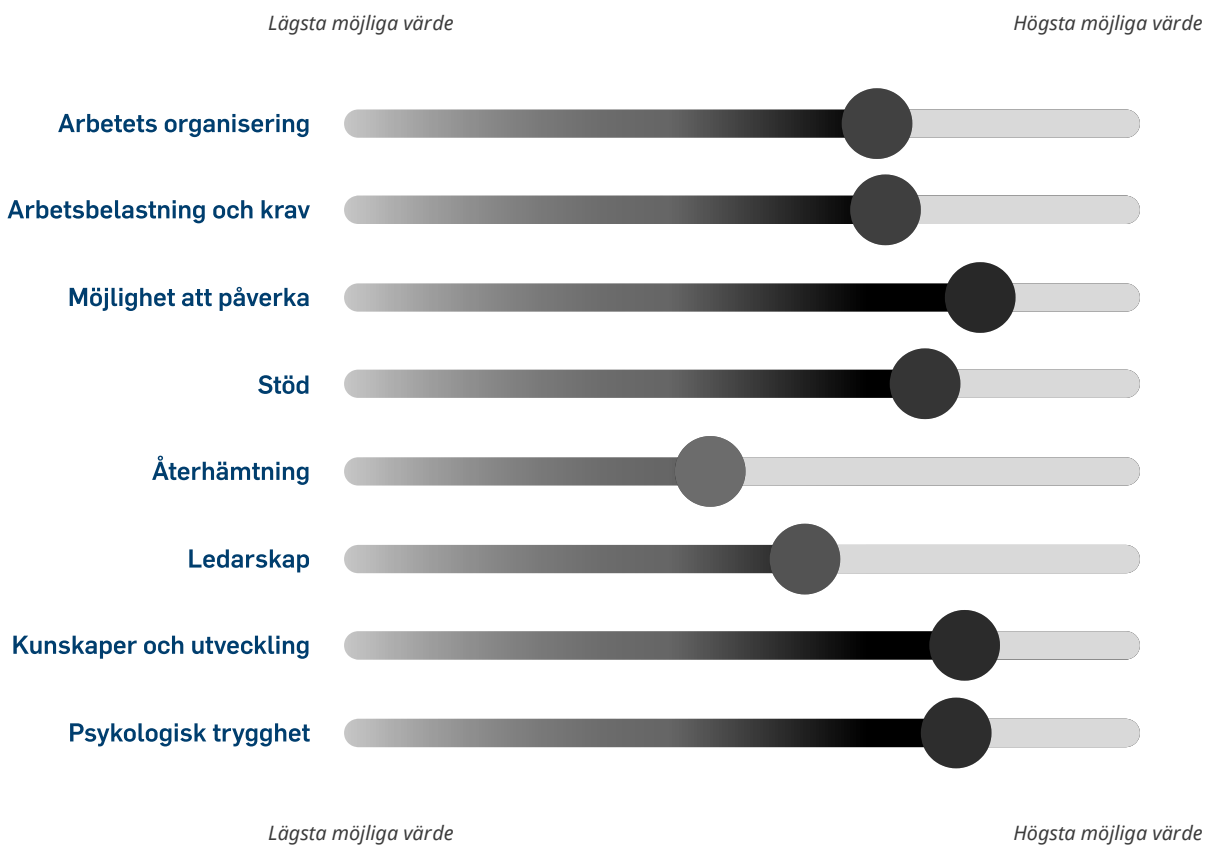 Lägsta möjliga värde Högsta möjliga värde
Arbetets organisering
Arbetsbelastning och krav
Möjlighet att påverka
Stöd
Återhämtning
Ledarskap
Kunskaper och utveckling
Psykologisk trygghet
Lägsta möjliga värde Högsta möjliga värde